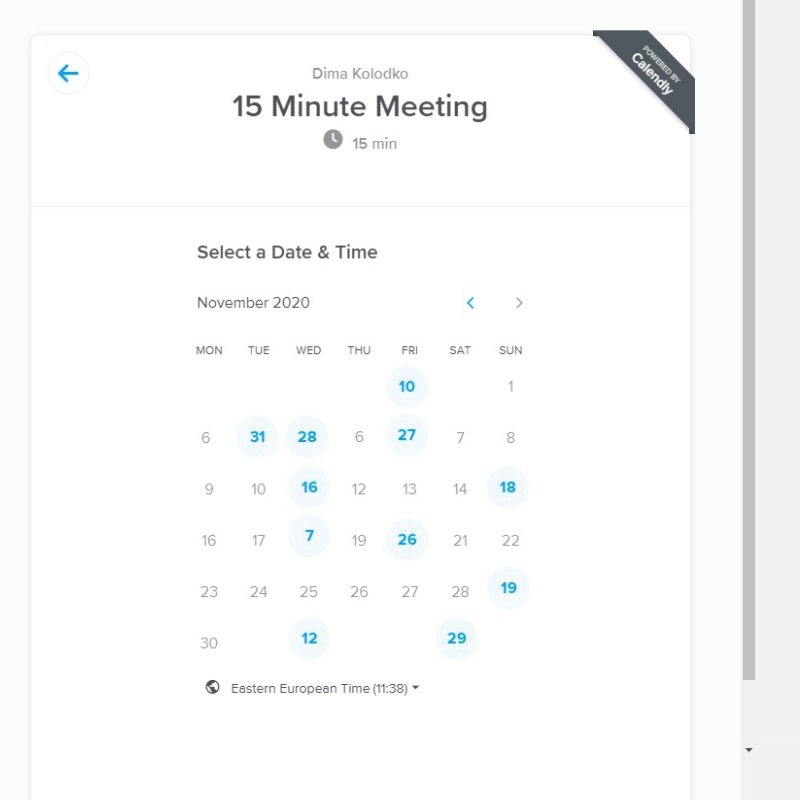 Dima Kolodko
15 Minute Meeting
15 min
POWERED BY
Calendly
Select a Date & Time
November 2020
MON TUE WED THU FRI SAT SUN
10 1
6 31 28 6 27 7 8
9 10 16 12 13 14 18
16 17 7 19 26 21 22
23 24 25 26 27 28 19
30 12 29
Eastern European Time (11:38)